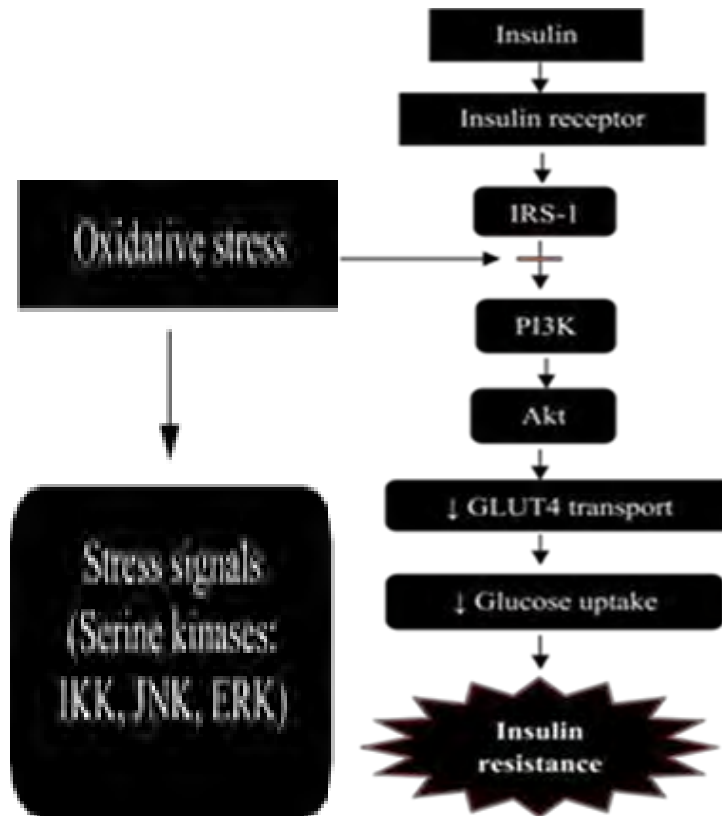 Insulin
Insulin receptor
IRS-1
Oxidative stress
PI3K
Akt
↓ GLUT4 transport
↓ Glucose uptake
Stress signals
(Serine kinases:
IKK, JNK, ERK)
Insulin
resistance